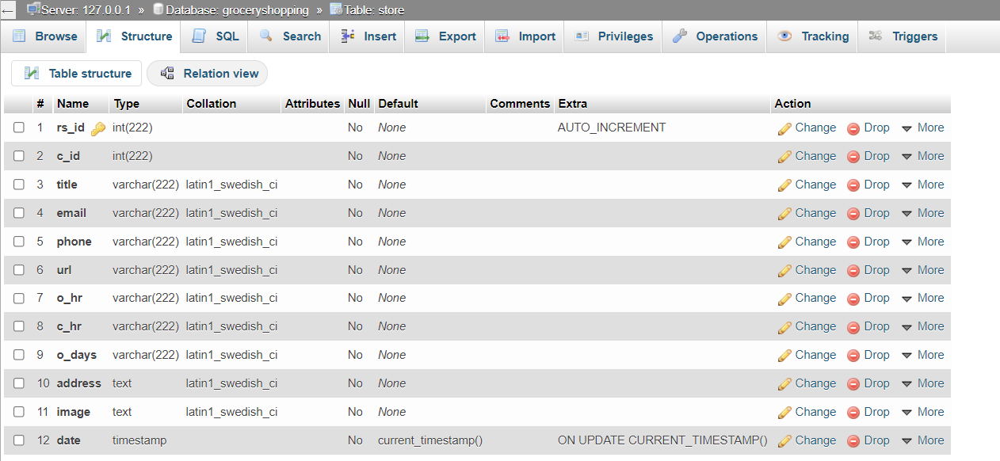 ← Server: 127.0.0.1 » Database: groceryshopping » Table: store
Browse Structure SQL Search Insert Export Import Privileges Operations Tracking Triggers
Table structure Relation view
# Name Type Collation Attributes Null Default Comments Extra Action
1 rs_id int(222) No None AUTO_INCREMENT Change Drop More
2 c_id int(222) No None Change Drop More
3 title varchar(222) latin1_swedish_ci No None Change Drop More
4 email varchar(222) latin1_swedish_ci No None Change Drop More
5 phone varchar(222) latin1_swedish_ci No None Change Drop More
6 url varchar(222) latin1_swedish_ci No None Change Drop More
7 o_hr varchar(222) latin1_swedish_ci No None Change Drop More
8 c_hr varchar(222) latin1_swedish_ci No None Change Drop More
9 o_days varchar(222) latin1_swedish_ci No None Change Drop More
10 address text latin1_swedish_ci No None Change Drop More
11 image text latin1_swedish_ci No None Change Drop More
12 date timestamp No current_timestamp() ON UPDATE CURRENT_TIMESTAMP() Change Drop More